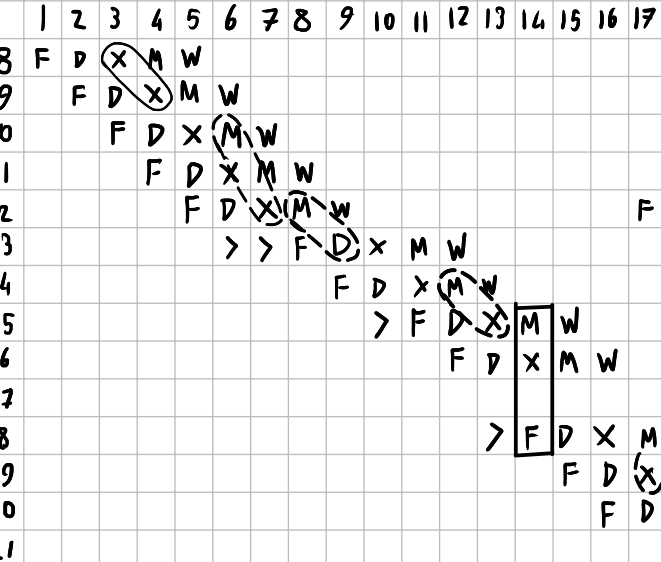 1 2 3 4 5 6 7 8 9 10 11 12 13 14 15 16 17
8 F D X M W
9 F D X M W
0 F D X M W
1 F D X M W
2 F D X M W F
3 > > F D X M W
4 F D X M W
5 > F D X M W
6 F D X M W
7
8 > F D X M
9 F D X
0 F D
.1